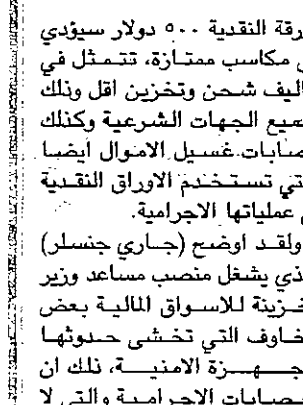 رقة النقدية ٥٠٠ دولار سيؤدي
مكاسب ممتازة، تتمثل في
اليف شحن وتخزين اقل وذلك
ميع الجهات الشرعية وكذلك
صابات غسيل الاموال ايضا
تي تستخدم الاوراق النقدية
عملياتها الاجرامية.
ولقد اوضح (جاري جنسلر)
ذي يشغل منصب مساعد وزير
خزينة للاسواق المالية بعض
خاوف التي تخشى حدوثها
جهزة الامنية، ذلك ان
صابات الاجرامية والتي لا